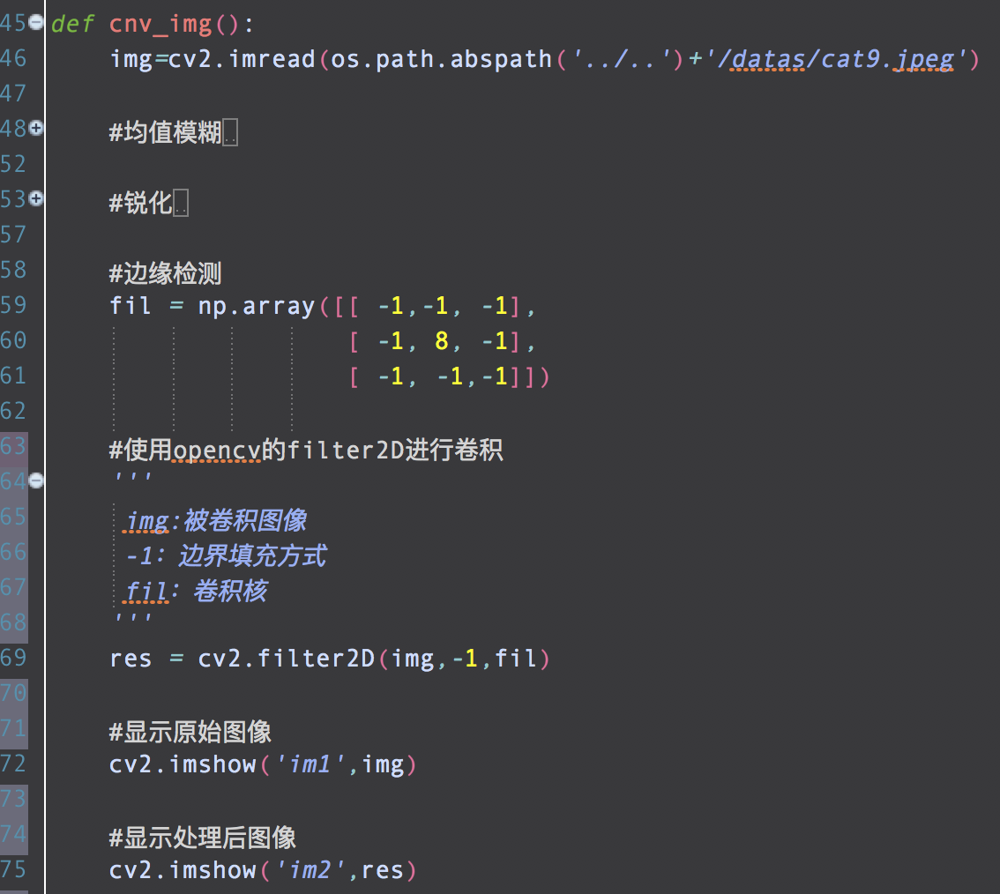 45 def cnv_img():
46 img=cv2.imread(os.path.abspath('../..')+'/datas/cat9.jpeg')
47
48 #均值模糊..
52
53 #锐化..
57
58 #边缘检测
59 fil = np.array([[ -1,-1, -1],
60 [ -1, 8, -1],
61 [ -1, -1,-1]])
62
63 #使用opencv的filter2D进行卷积
64 '''
65 img:被卷积图像
66 -1: 边界填充方式
67 fil: 卷积核
68 '''
69 res = cv2.filter2D(img,-1,fil)
70
71 #显示原始图像
72 cv2.imshow('im1',img)
73
74 #显示处理后图像
75 cv2.imshow('im2',res)